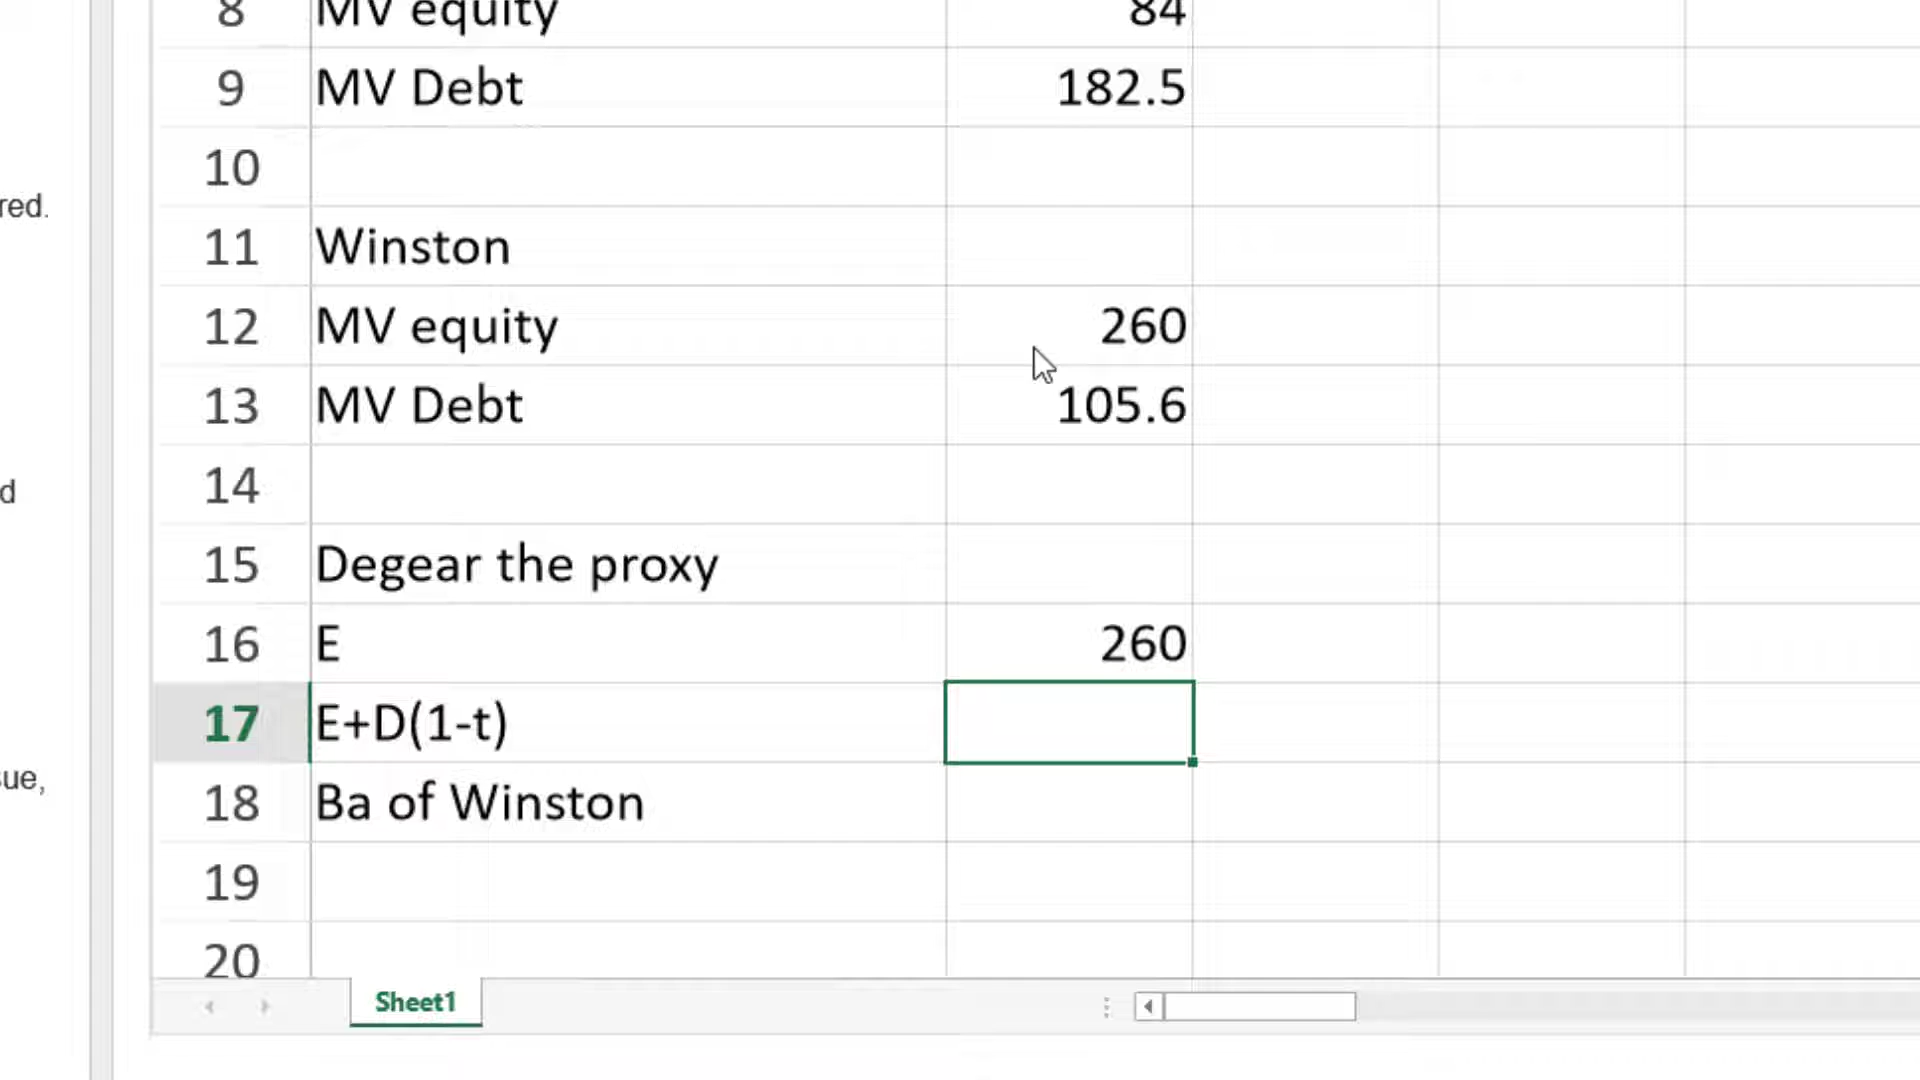 8 MV equity 84
9 MV Debt 182.5
10
red.
11 Winston
12 MV equity 260
13 MV Debt 105.6
14
d
15 Degear the proxy
16 E 260
17 E+D(1-t)
sue,
18 Ba of Winston
19
20
Sheet1